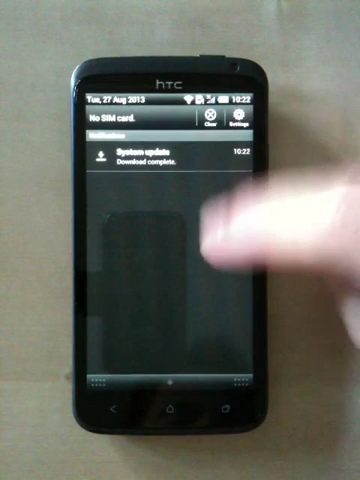 hTC
Tue, 27 Aug 2013 10:22
No SIM card.
Clear
Settings
Notifications
System update 10:22
Download complete.